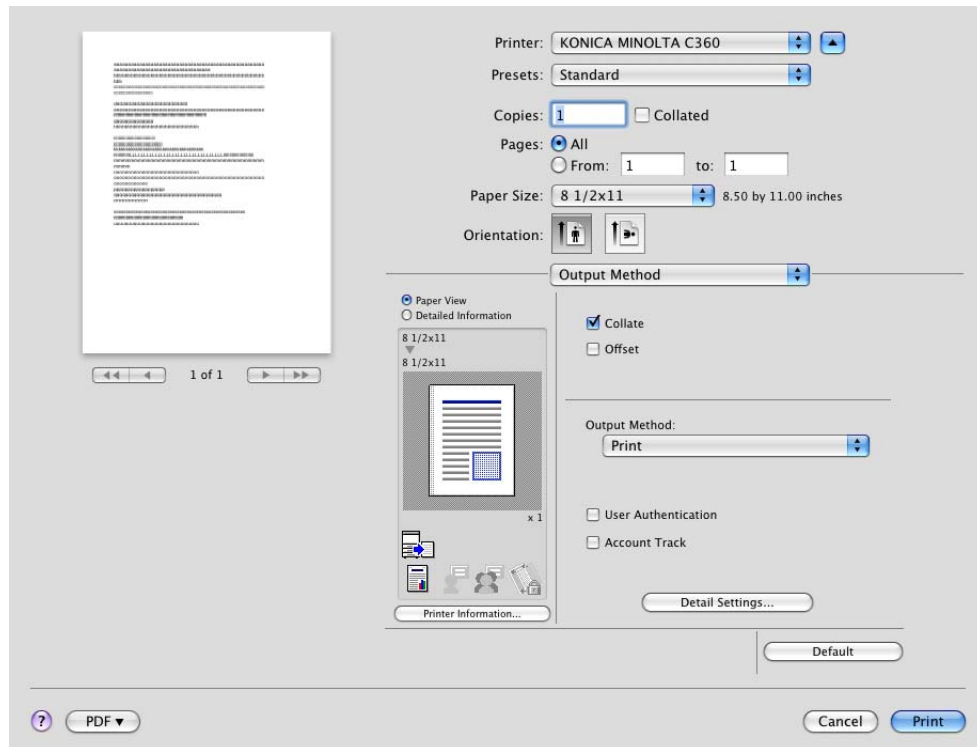 Printer: KONICA MINOLTA C360
Presets: Standard
Copies: 1 Collated
Pages: All
From: 1 to: 1
Paper Size: 8 1/2x11 8.50 by 11.00 inches
Orientation:
Output Method
Paper View
Detailed Information
8 1/2x11
8 1/2x11
x 1
Printer Information...
Collate
Offset
Output Method:
Print
User Authentication
Account Track
Detail Settings...
Default
1 of 1
? PDF ▼ Cancel Print